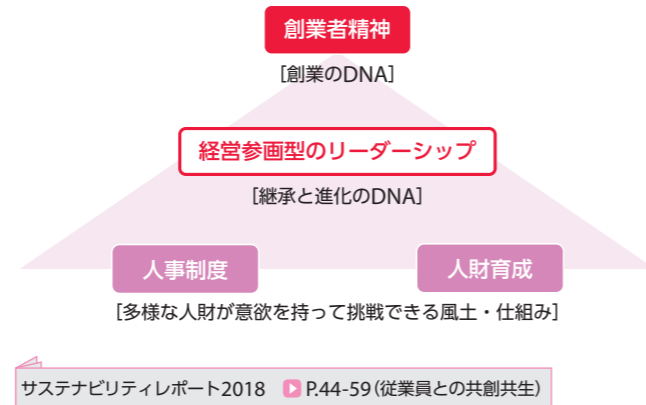 創業者精神
[創業のDNA]
経営参画型のリーダーシップ
[継承と進化のDNA]
人事制度
人財育成
[多様な人財が意欲を持って挑戦できる風土・仕組み]
サステナビリティレポート2018 P.44-59(従業員との共創共生)